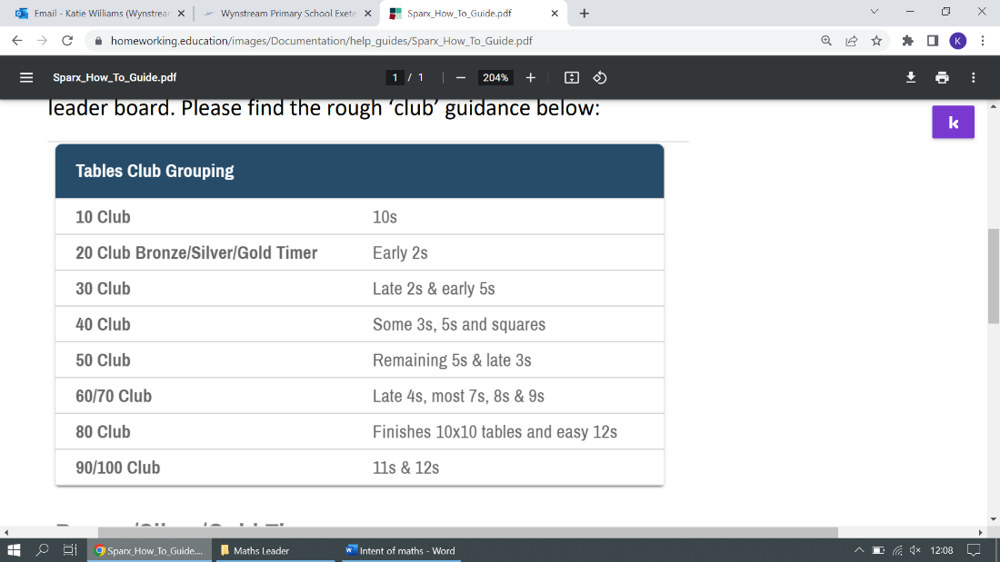 Email - Katie Williams (Wynstrear
Wynstream Primary School Exete
Sparx_How_To_Guide.pdf
homeworking.education/images/Documentation/help_guides/Sparx_How_To_Guide.pdf
K
Sparx_How_To_Guide.pdf
1 / 1
204%
leader board. Please find the rough 'club' guidance below:
k
Tables Club Grouping
10 Club 10s
20 Club Bronze/Silver/Gold Timer Early 2s
30 Club Late 2s & early 5s
40 Club Some 3s, 5s and squares
50 Club Remaining 5s & late 3s
60/70 Club Late 4s, most 7s, 8s & 9s
80 Club Finishes 10x10 tables and easy 12s
90/100 Club 11s & 12s
Sparx_How_To_Guide....
Maths Leader
Intent of maths - Word
12:08